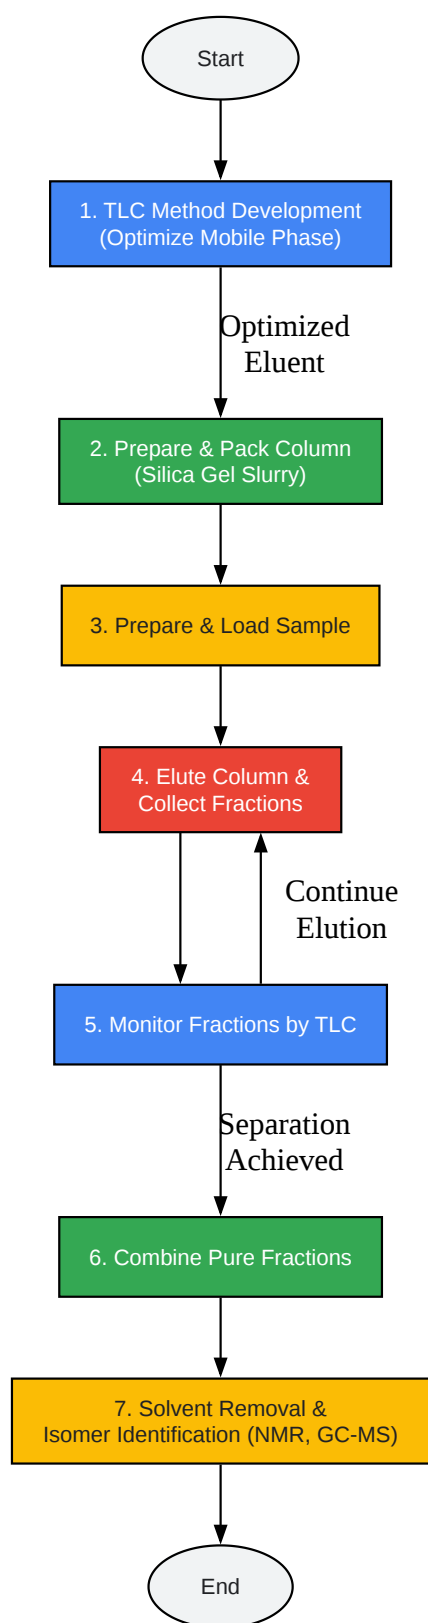 Start
1. TLC Method Development
(Optimize Mobile Phase)
Optimized
Eluent
2. Prepare & Pack Column
(Silica Gel Slurry)
3. Prepare & Load Sample
4. Elute Column &
Collect Fractions
Continue
Elution
5. Monitor Fractions by TLC
Separation
Achieved
6. Combine Pure Fractions
7. Solvent Removal &
Isomer Identification (NMR, GC-MS)
End